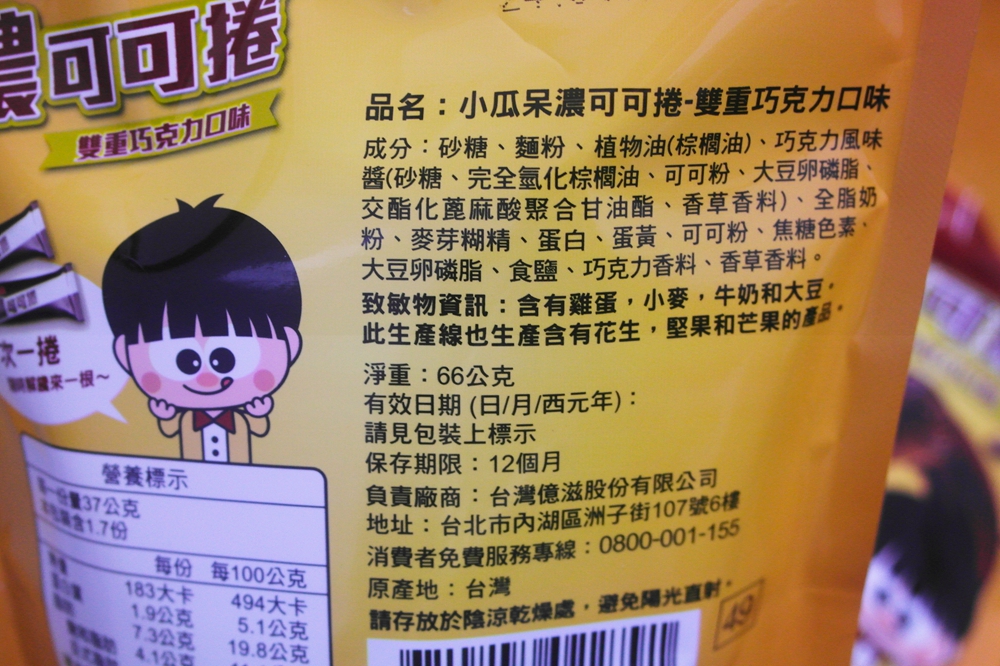 濃可可捲
雙重巧克力口味
品名：小瓜呆濃可可捲-雙重巧克力口味
成分：砂糖、麵粉、植物油(棕櫚油)、巧克力風味
醬(砂糖、完全氫化棕櫚油、可可粉、大豆卵磷脂、
交酯化蓖麻酸聚合甘油酯、香草香料)、全脂奶
粉、麥芽糊精、蛋白、蛋黃、可可粉、焦糖色素、
大豆卵磷脂、食鹽、巧克力香料、香草香料。
致敏物資訊：含有雞蛋，小麥，牛奶和大豆。
此生產線也生產含有花生，堅果和芒果的產品。
淨重：66公克
有效日期 (日/月/西元年)：
請見包裝上標示
保存期限：12個月
負責廠商：台灣億滋股份有限公司
地址：台北市內湖區洲子街107號6樓
消費者免費服務專線：0800-001-155
原產地：台灣
請存放於陰涼乾燥處，避免陽光直射。
49
次一捲
來一根～
營養標示
一份量37公克
含1.7份
每份 每100公克
183大卡 494大卡
1.9公克 5.1公克
7.3公克 19.8公克
4.1公克